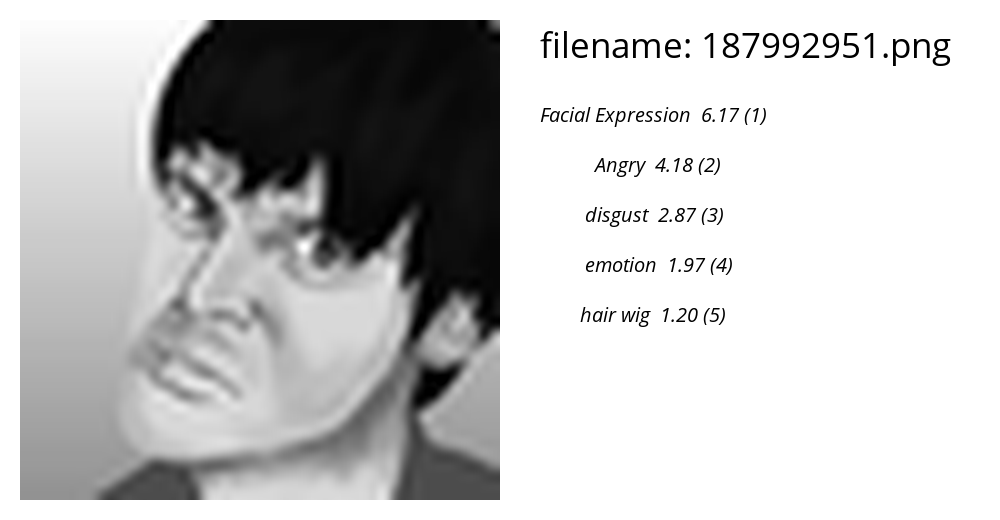 filename: 187992951.png
Facial Expression 6.17 (1)
Angry 4.18 (2)
disgust 2.87 (3)
emotion 1.97 (4)
hair wig 1.20 (5)